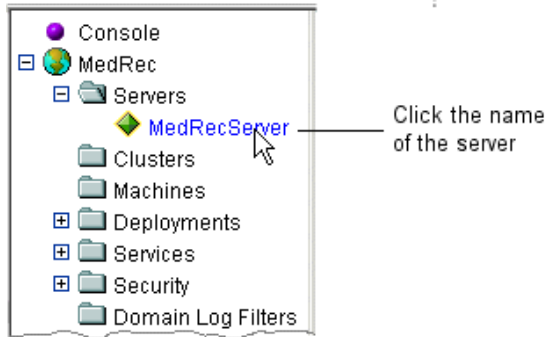 Console
MedRec
Servers
MedRecServer
Click the name
of the server
Clusters
Machines
Deployments
Services
Security
Domain Log Filters